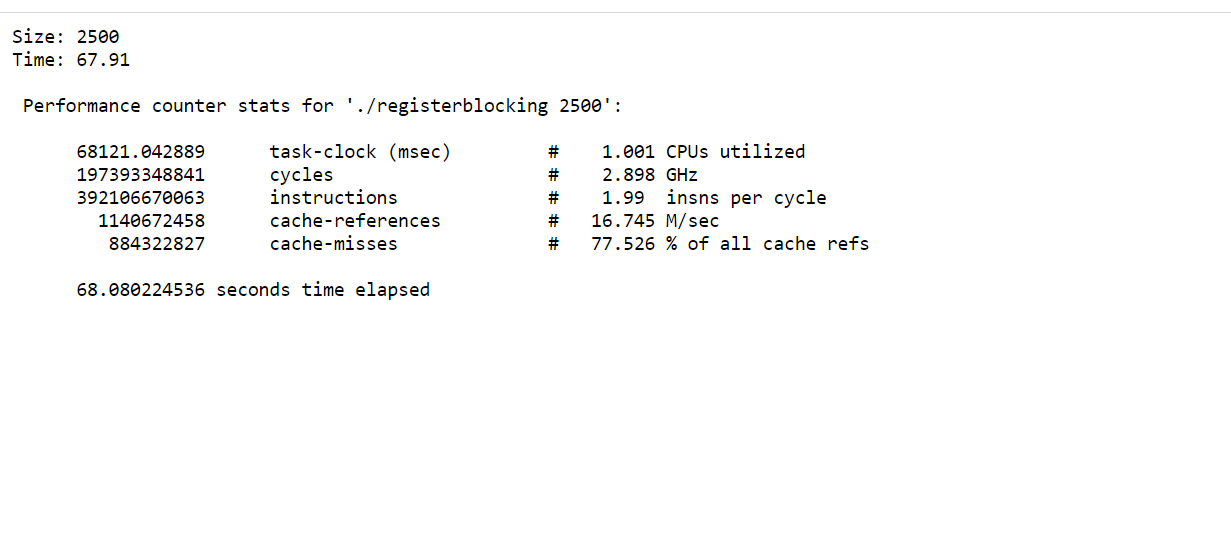 Size: 2500
Time: 67.91
Performance counter stats for './registerblocking 2500':
68121.042889 task-clock (msec) # 1.001 CPUs utilized
197393348841 cycles # 2.898 GHz
392106670063 instructions # 1.99 insns per cycle
1140672458 cache-references # 16.745 M/sec
884322827 cache-misses # 77.526 % of all cache refs
68.080224536 seconds time elapsed